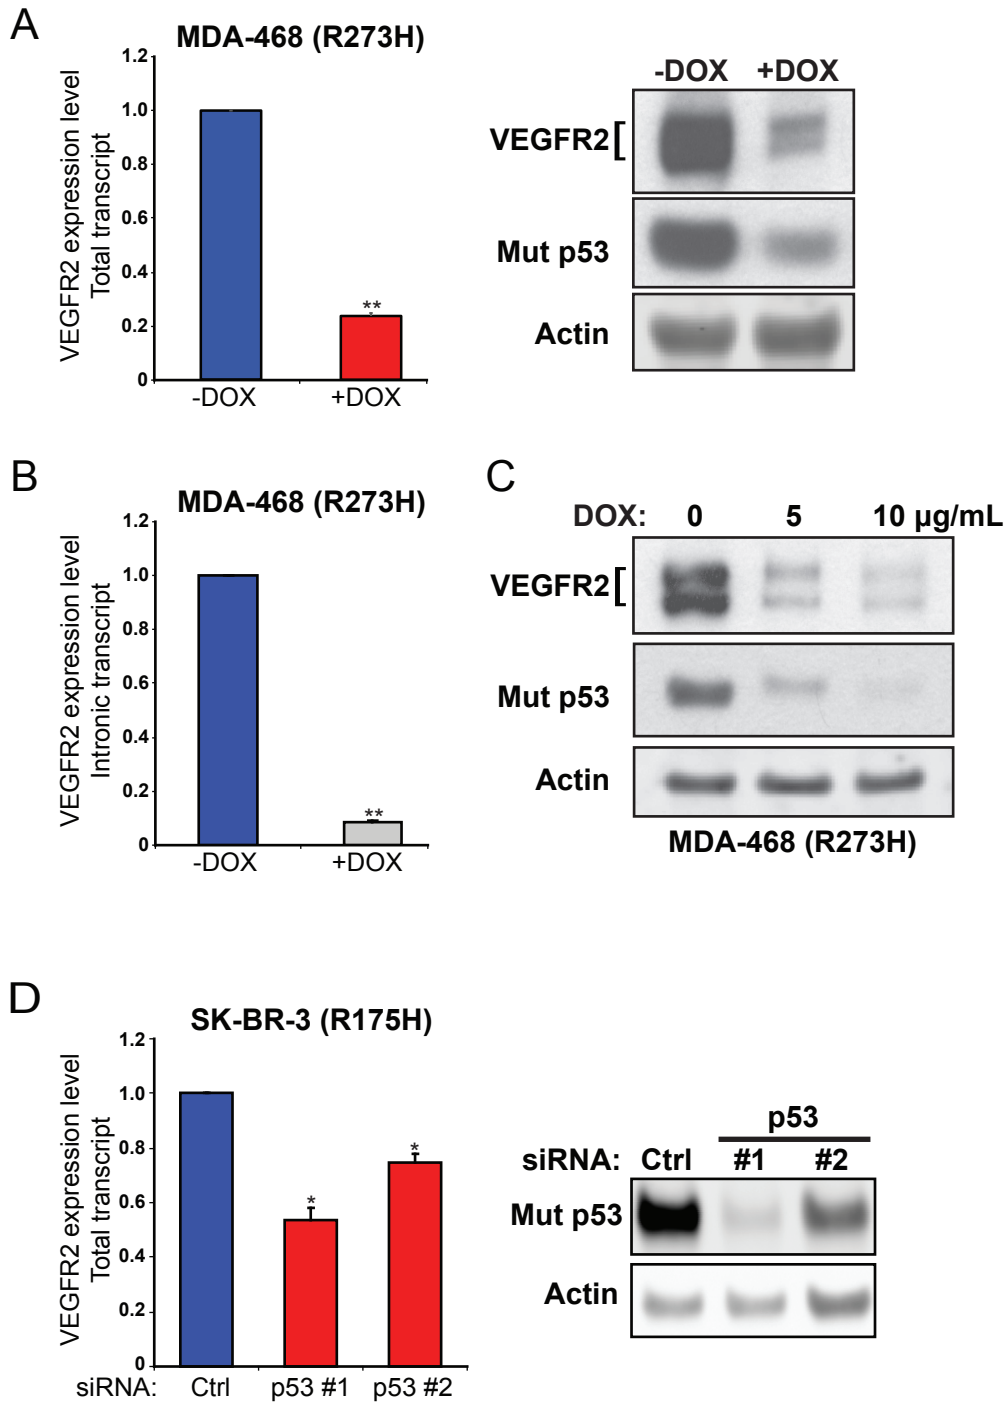 A
MDA-468 (R273H)
VEGFR2 expression level
Total transcript
1.2
1.0
0.8
0.6
0.4
0.2
0
**
-DOX +DOX
-DOX +DOX
VEGFR2
Mut p53
Actin
B
MDA-468 (R273H)
VEGFR2 expression level
Intronic transcript
1.2
1.0
0.8
0.6
0.4
0.2
0
**
-DOX +DOX
C
DOX: 0 5 10 µg/mL
VEGFR2
Mut p53
Actin
MDA-468 (R273H)
D
SK-BR-3 (R175H)
VEGFR2 expression level
Total transcript
1.2
1.0
0.8
0.6
0.4
0.2
0
*
*
siRNA: Ctrl p53 #1 p53 #2
p53
siRNA: Ctrl #1 #2
Mut p53
Actin